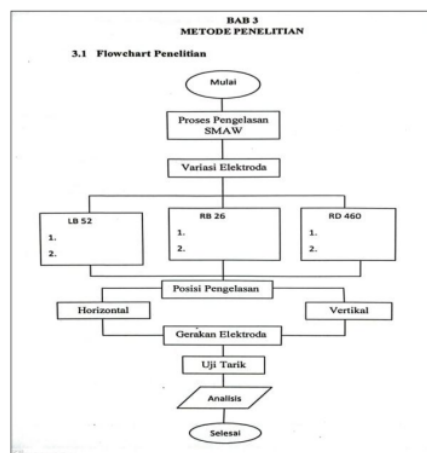 BAB 3
METODE PENELITIAN
3.1 Flowchart Penelitian
Mulai
Proses Pengelasan
SMAW
Variasi Elektroda
LB 52
1.
2.
RB 26
1.
2.
RD 460
1.
2.
Posisi Pengelasan
Horizontal
Vertikal
Gerakan Elektroda
Uji Tarik
Analisis
Selesai